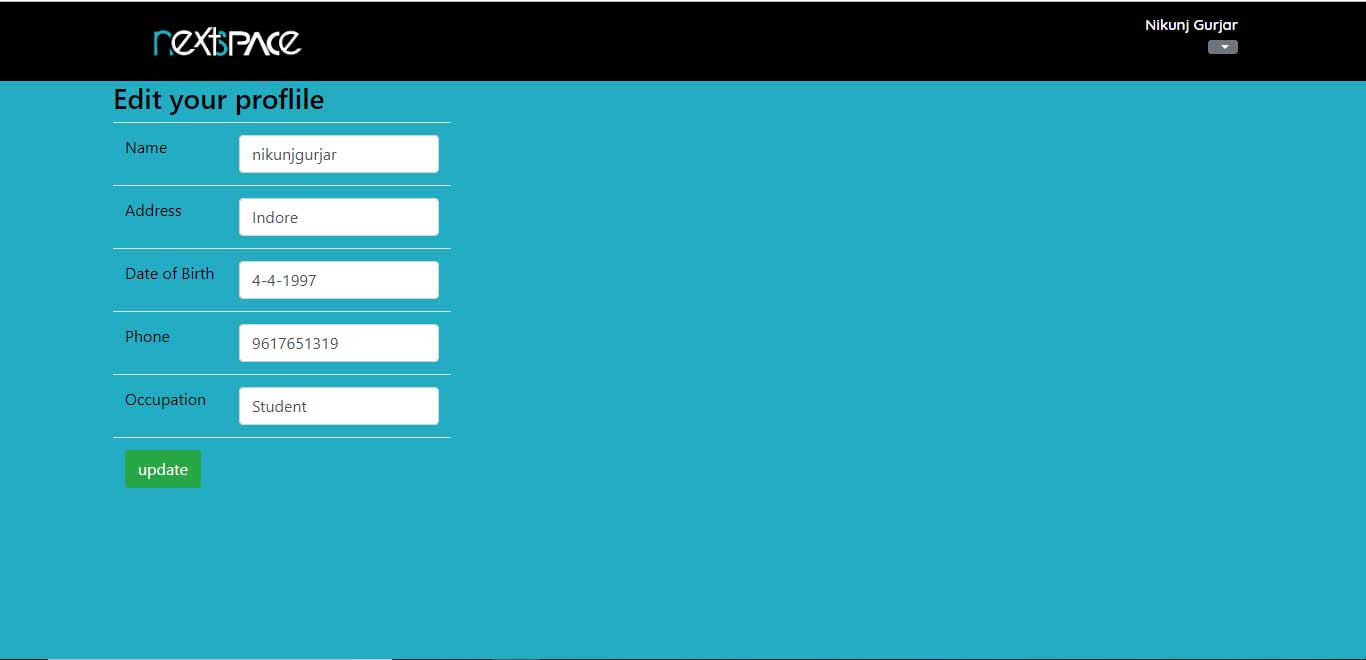 nextspace
Nikunj Gurjar
Edit your proflile
Name nikunjgurjar
Address Indore
Date of Birth 4-4-1997
Phone 9617651319
Occupation Student
update